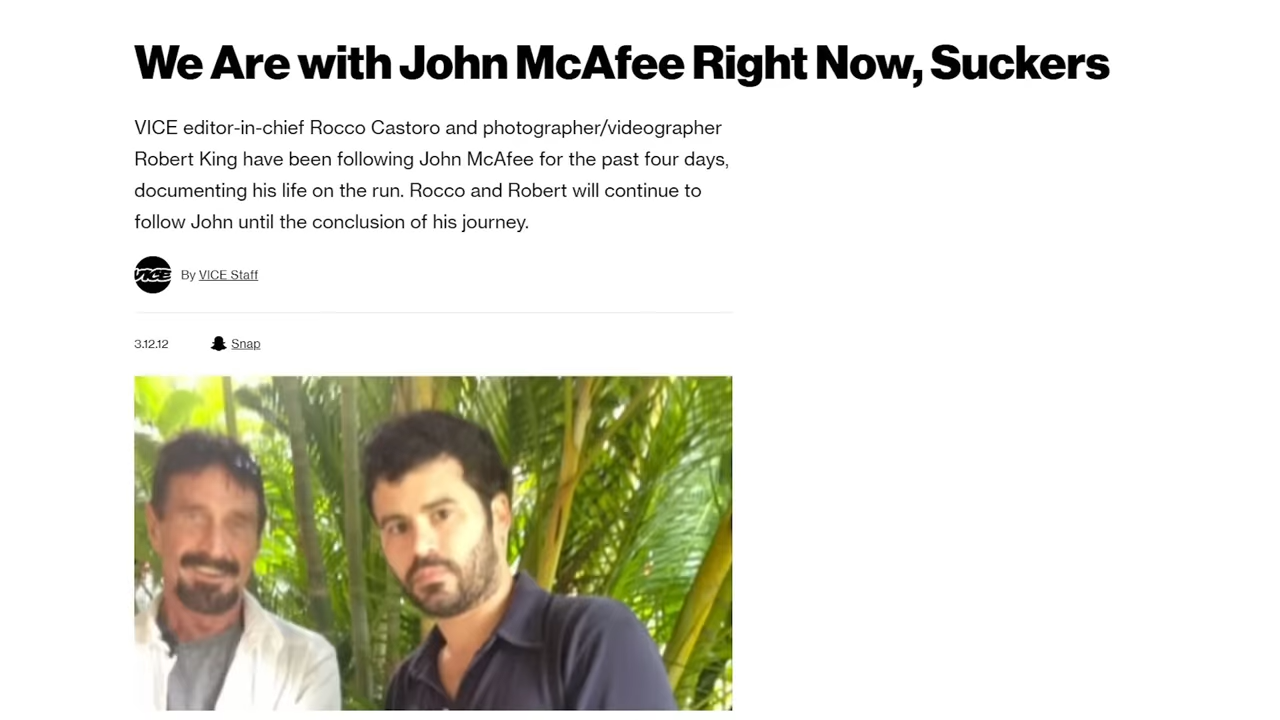 We Are with John McAfee Right Now, Suckers
VICE editor-in-chief Rocco Castoro and photographer/videographer
Robert King have been following John McAfee for the past four days,
documenting his life on the run. Rocco and Robert will continue to
follow John until the conclusion of his journey.
VICE By VICE Staff
3.12.12 Snap